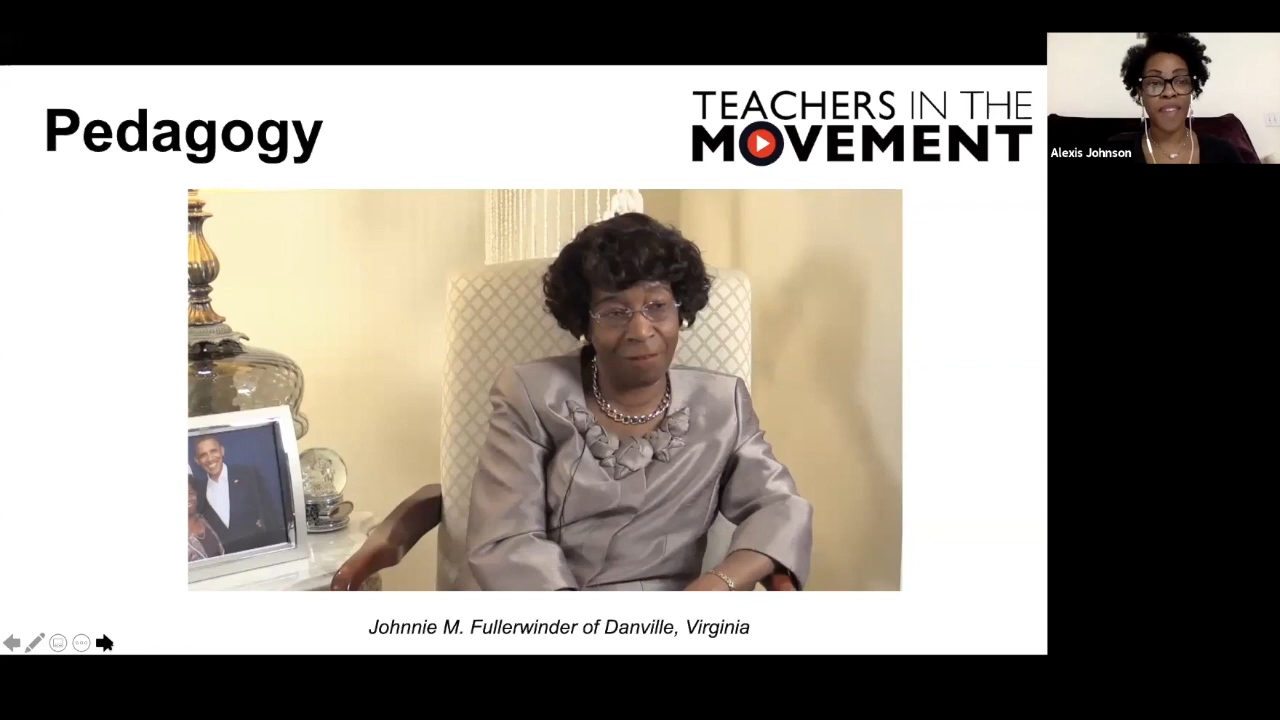 Pedagogy
TEACHERS IN THE
MOVEMENT
Alexis Johnson
Johnnie M. Fullerwinder of Danville, Virginia